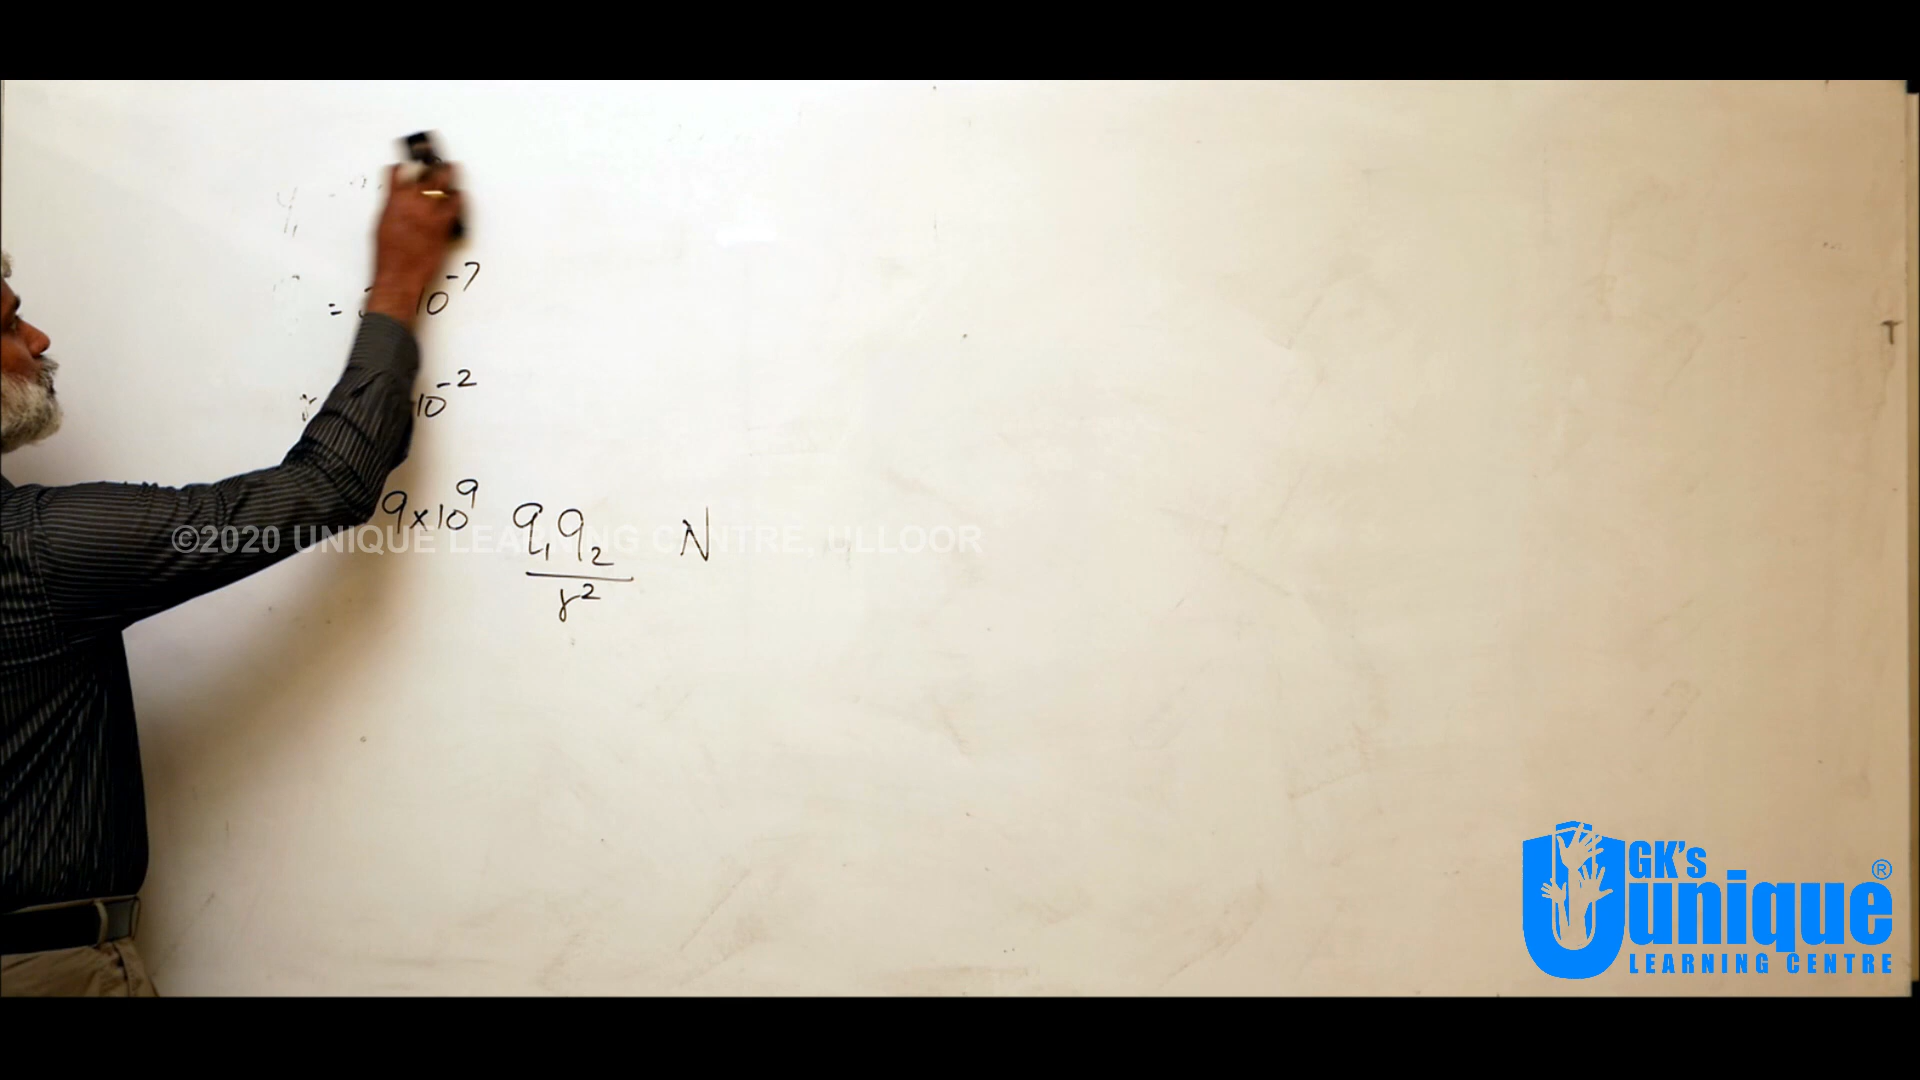 = 10⁻⁷
10⁻²
9×10⁹ q₁q₂ N
r²
©2020 UNIQUE LEARNING CENTRE, ULLOOR
GK's
unique ®
LEARNING CENTRE